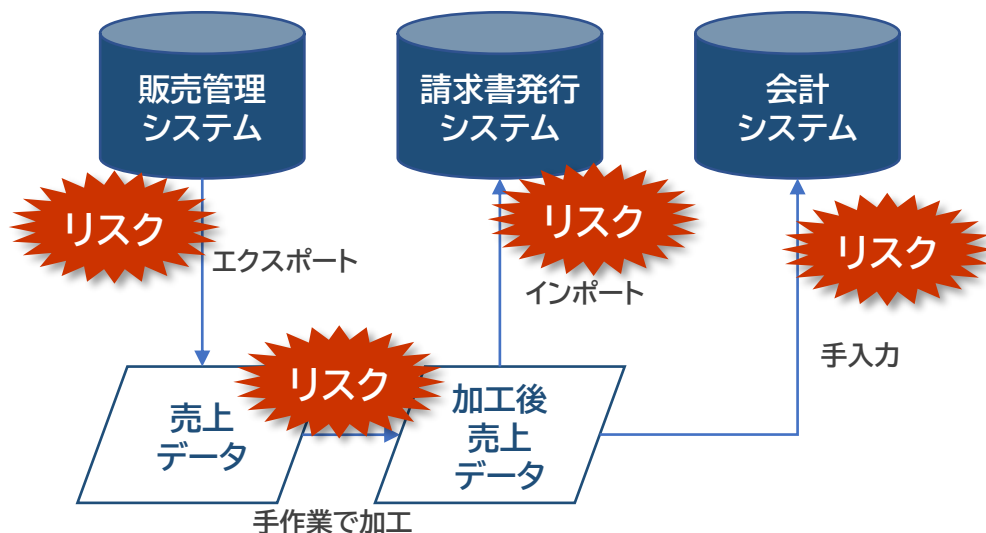 販売管理
システム
請求書発行
システム
会計
システム
リスク
リスク
リスク
エクスポート
インポート
手入力
リスク
売上
データ
加工後
売上
データ
手作業で加工